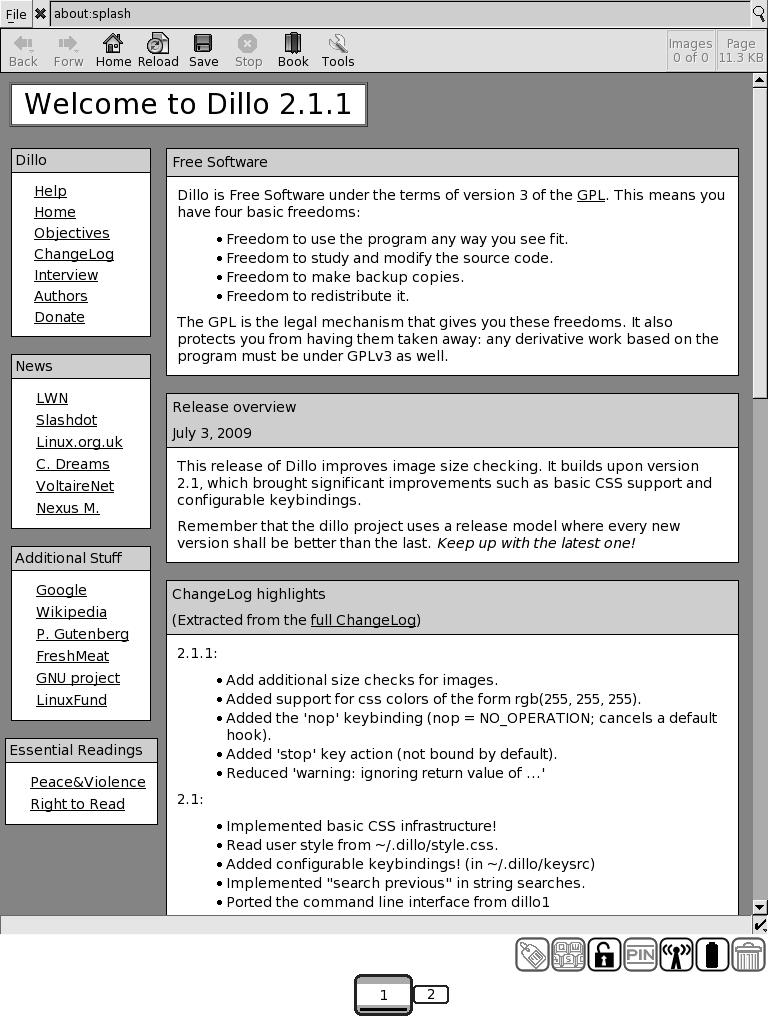 File ✖ about:splash
Back Forw Home Reload Save Stop Book Tools
Images
0 of 0
Page
11.3 KB
Welcome to Dillo 2.1.1
Dillo
Help
Home
Objectives
ChangeLog
Interview
Authors
Donate
News
LWN
Slashdot
Linux.org.uk
C. Dreams
VoltaireNet
Nexus M.
Additional Stuff
Google
Wikipedia
P. Gutenberg
FreshMeat
GNU project
LinuxFund
Essential Readings
Peace&Violence
Right to Read
Free Software
Dillo is Free Software under the terms of version 3 of the GPL. This means you
have four basic freedoms:
• Freedom to use the program any way you see fit.
• Freedom to study and modify the source code.
• Freedom to make backup copies.
• Freedom to redistribute it.
The GPL is the legal mechanism that gives you these freedoms. It also
protects you from having them taken away: any derivative work based on the
program must be under GPLv3 as well.
Release overview
July 3, 2009
This release of Dillo improves image size checking. It builds upon version
2.1, which brought significant improvements such as basic CSS support and
configurable keybindings.
Remember that the dillo project uses a release model where every new
version shall be better than the last. Keep up with the latest one!
ChangeLog highlights
(Extracted from the full ChangeLog)
2.1.1:
• Add additional size checks for images.
• Added support for css colors of the form rgb(255, 255, 255).
• Added the 'nop' keybinding (nop = NO_OPERATION; cancels a default
hook).
• Added 'stop' key action (not bound by default).
• Reduced 'warning: ignoring return value of ...'
2.1:
• Implemented basic CSS infrastructure!
• Read user style from ~/.dillo/style.css.
• Added configurable keybindings! (in ~/.dillo/keysrc)
• Implemented "search previous" in string searches.
• Ported the command line interface from dillo1
PIN
1 2